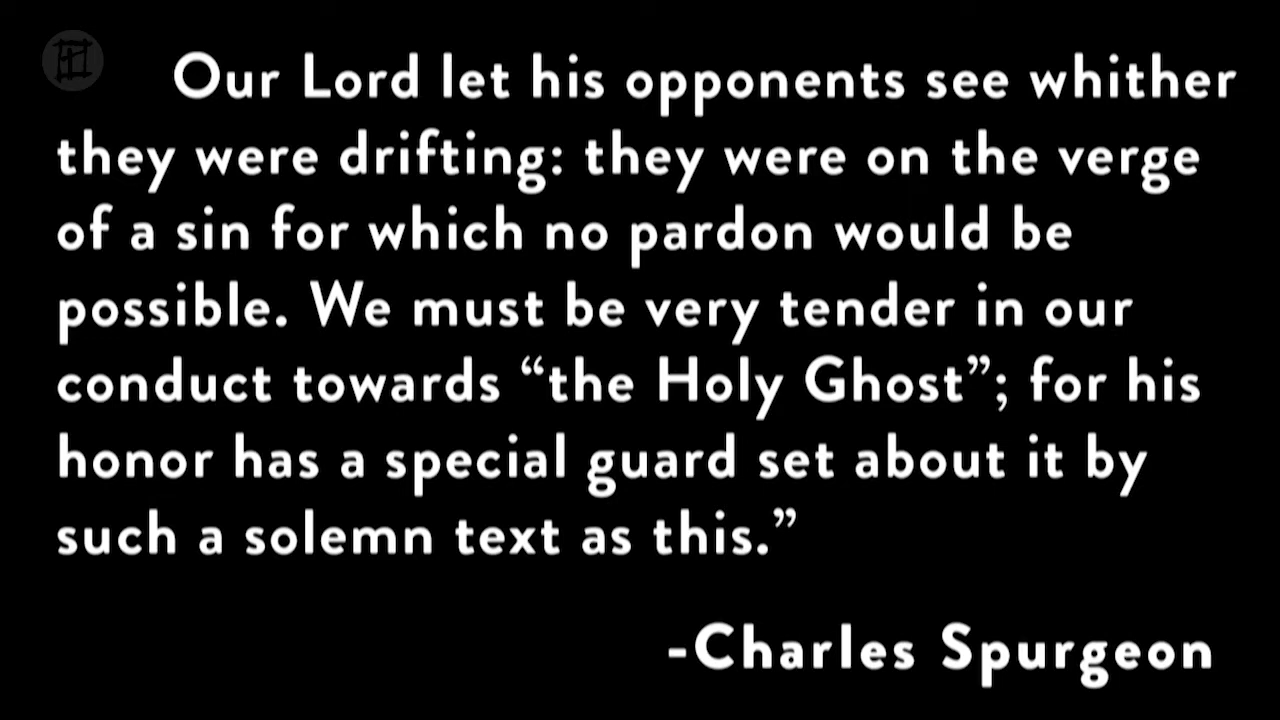 Our Lord let his opponents see whither
they were drifting: they were on the verge
of a sin for which no pardon would be
possible. We must be very tender in our
conduct towards “the Holy Ghost”; for his
honor has a special guard set about it by
such a solemn text as this.”
-Charles Spurgeon